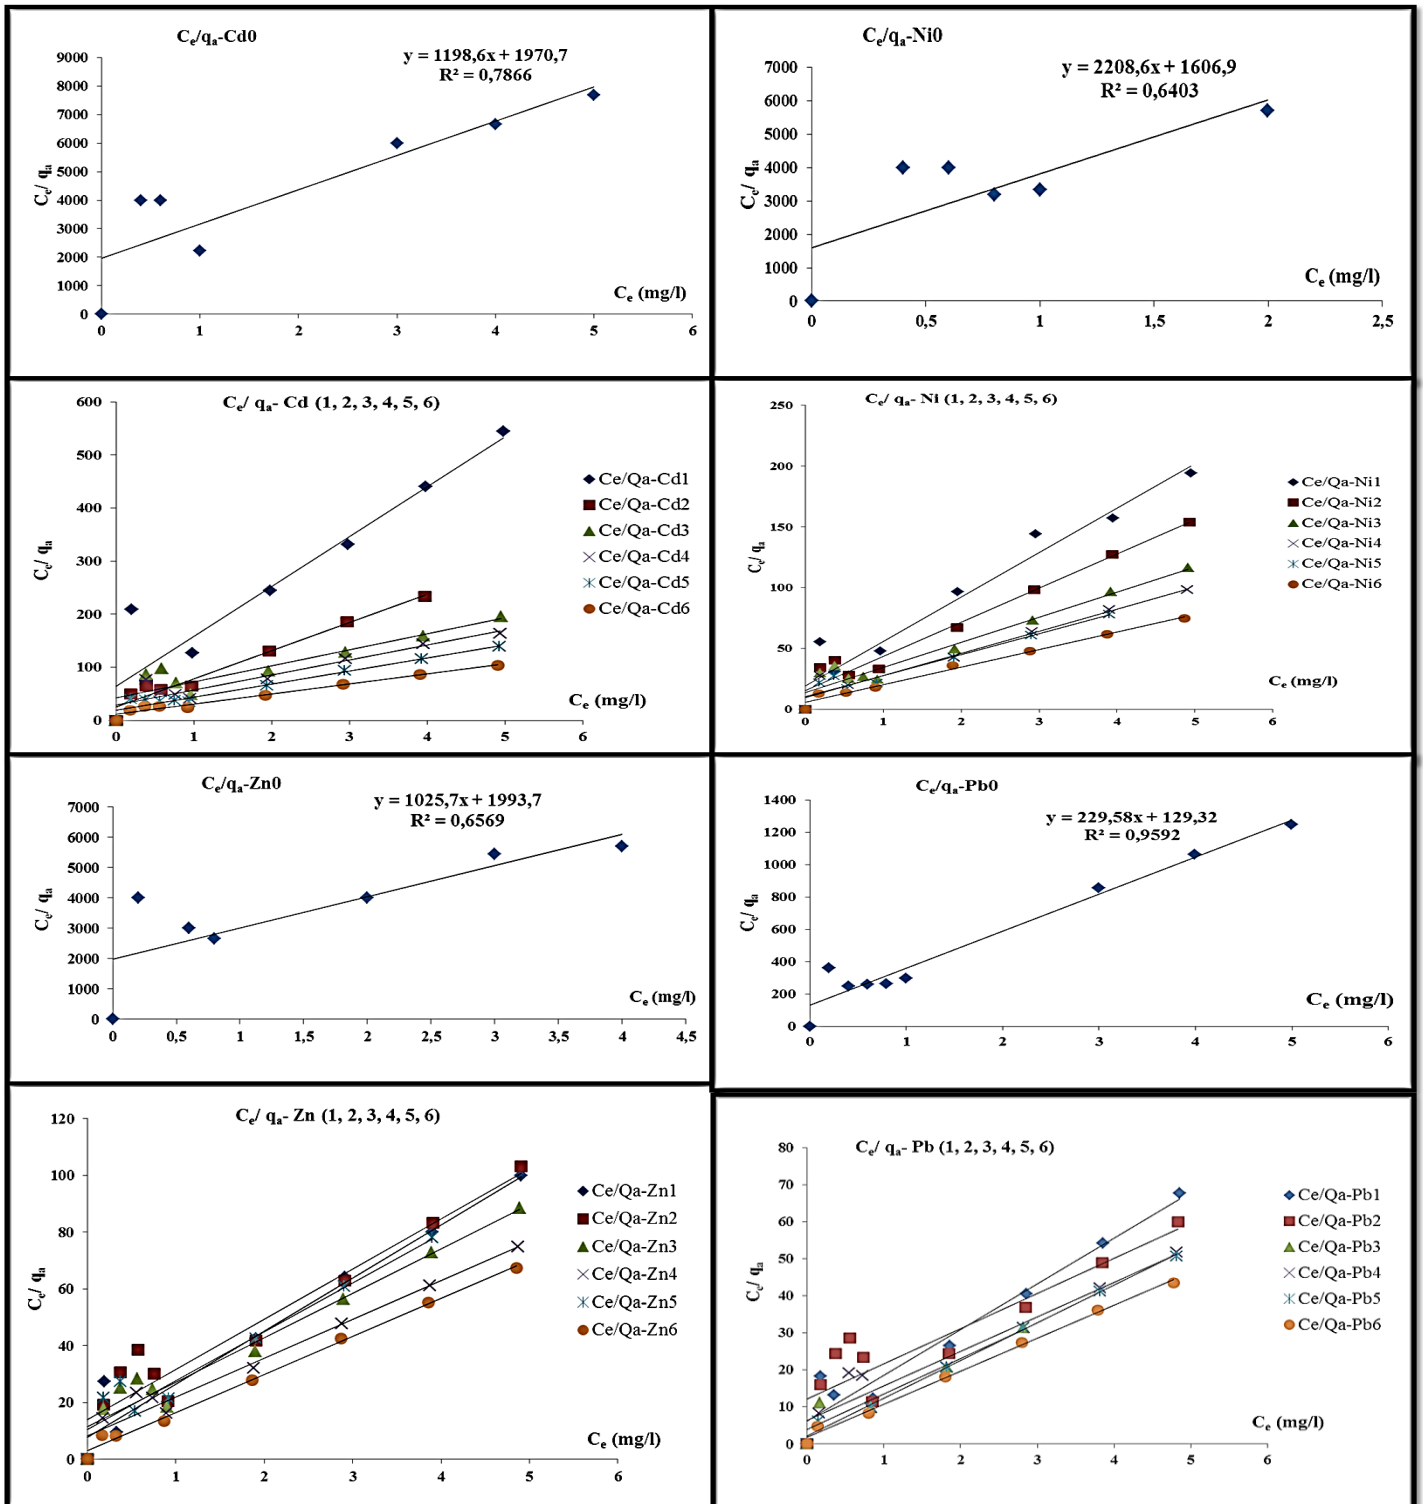 Cₑ/qₐ-Cd0
y = 1198,6x + 1970,7
R² = 0,7866
9000
8000
7000
6000
5000
4000
3000
2000
1000
0
Cₑ/ qₐ
0 1 2 3 4 5 6
Cₑ (mg/l)
Cₑ/qₐ-Ni0
y = 2208,6x + 1606,9
R² = 0,6403
7000
6000
5000
4000
3000
2000
1000
0
Cₑ/ qₐ
0 0,5 1 1,5 2 2,5
Cₑ (mg/l)
Cₑ/ qₐ- Cd (1, 2, 3, 4, 5, 6)
600
500
400
300
200
100
0
Cₑ/ qₐ
0 1 2 3 4 5 6
Cₑ (mg/l)
Ce/Qa-Cd1
Ce/Qa-Cd2
Ce/Qa-Cd3
Ce/Qa-Cd4
Ce/Qa-Cd5
Ce/Qa-Cd6
Cₑ/ qₐ- Ni (1, 2, 3, 4, 5, 6)
250
200
150
100
50
0
Cₑ/ qₐ
0 1 2 3 4 5 6
Cₑ (mg/l)
Ce/Qa-Ni1
Ce/Qa-Ni2
Ce/Qa-Ni3
Ce/Qa-Ni4
Ce/Qa-Ni5
Ce/Qa-Ni6
Cₑ/qₐ-Zn0
y = 1025,7x + 1993,7
R² = 0,6569
7000
6000
5000
4000
3000
2000
1000
0
Cₑ/ qₐ
0 0,5 1 1,5 2 2,5 3 3,5 4 4,5
Cₑ (mg/l)
Cₑ/qₐ-Pb0
y = 229,58x + 129,32
R² = 0,9592
1400
1200
1000
800
600
400
200
0
Cₑ/ qₐ
0 1 2 3 4 5 6
Cₑ (mg/l)
Cₑ/ qₐ- Zn (1, 2, 3, 4, 5, 6)
120
100
80
60
40
20
0
Cₑ/ qₐ
0 1 2 3 4 5 6
Cₑ (mg/l)
Ce/Qa-Zn1
Ce/Qa-Zn2
Ce/Qa-Zn3
Ce/Qa-Zn4
Ce/Qa-Zn5
Ce/Qa-Zn6
Cₑ/ qₐ- Pb (1, 2, 3, 4, 5, 6)
80
70
60
50
40
30
20
10
0
Cₑ/ qₐ
0 1 2 3 4 5 6
Cₑ (mg/l)
Ce/Qa-Pb1
Ce/Qa-Pb2
Ce/Qa-Pb3
Ce/Qa-Pb4
Ce/Qa-Pb5
Ce/Qa-Pb6